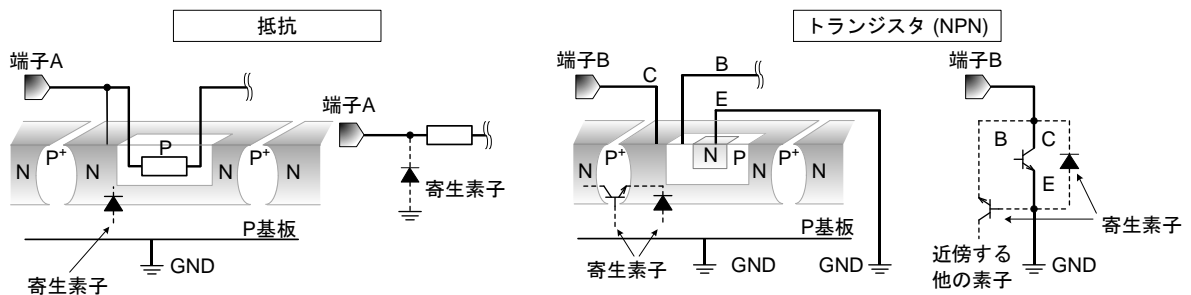 抵抗
端子A
N
P+
N
P
N
P+
N
P基板
GND
寄生素子
端子A
寄生素子
トランジスタ (NPN)
端子B
C
B
E
N
P+
N
N
P
N
P+
N
P基板
寄生素子
GND
GND
端子B
B
C
E
寄生素子
近傍する
他の素子
GND